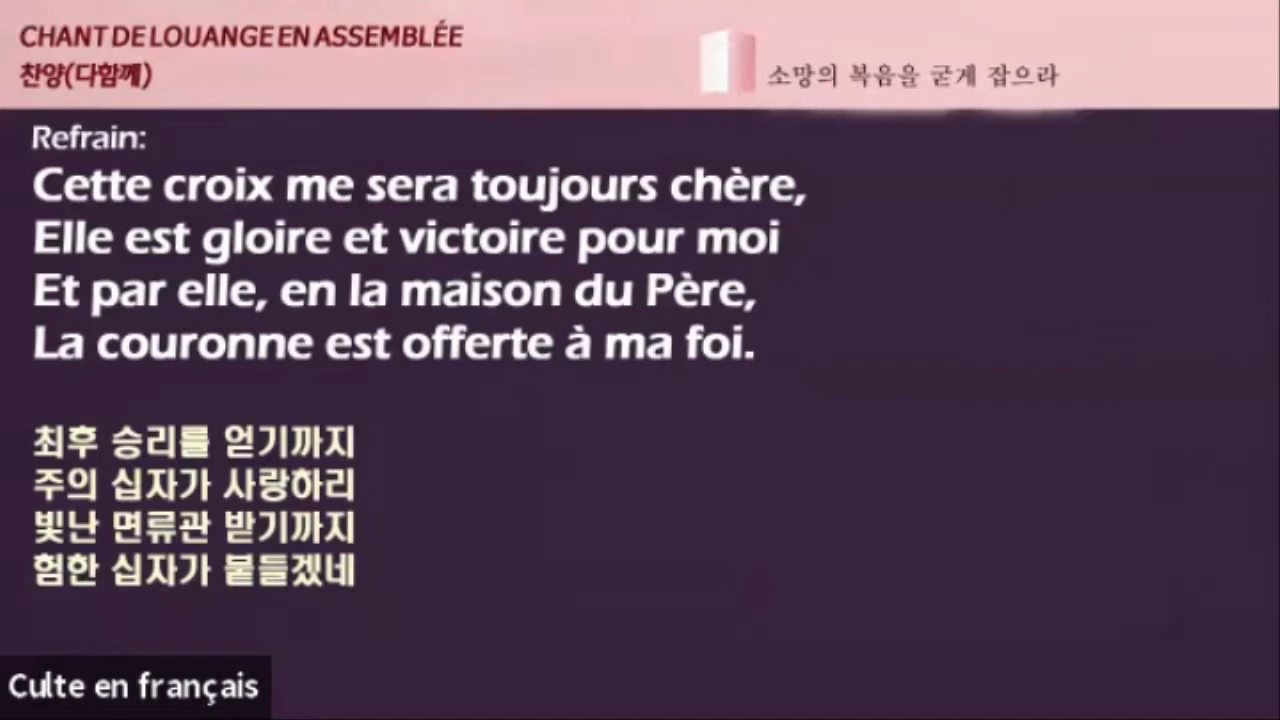 CHANT DE LOUANGE EN ASSEMBLÉE
찬양(다함께)
소망의 복음을 굳게 잡으라
Refrain:
Cette croix me sera toujours chère,
Elle est gloire et victoire pour moi
Et par elle, en la maison du Père,
La couronne est offerte à ma foi.
최후 승리를 얻기까지
주의 십자가 사랑하리
빛난 면류관 받기까지
험한 십자가 붙들겠네
Culte en français